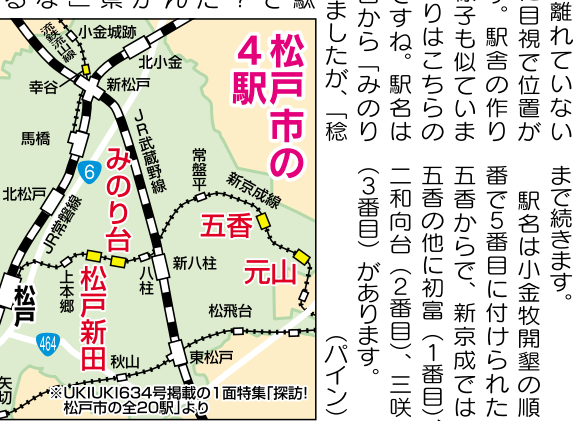 離れていない
に目視で位置が
す。駅舎の作り
様子も似ていま
りはこちらの
ですね。駅名は
台から「みのり
ましたが、「稔
まで続きます。
駅名は小金牧開墾の順
番で5番目に付けられた
五香からで、新京成では
五香の他に初富(1番目)、
二和向台(2番目)、三咲
(3番目)があります。
(パイン)
松戸市の
4駅
流鉄流山線
小金城跡
北小金
幸谷
新松戸
馬橋
JR武蔵野線
6
みのり台
常盤平
新京成線
北松戸
JR常磐線
五香
元山
上本郷
八柱
新八柱
松戸
松戸新田
松飛台
464
秋山
東松戸
矢切
※UKIUKI634号掲載の1面特集「探訪!
松戸市の全20駅」より